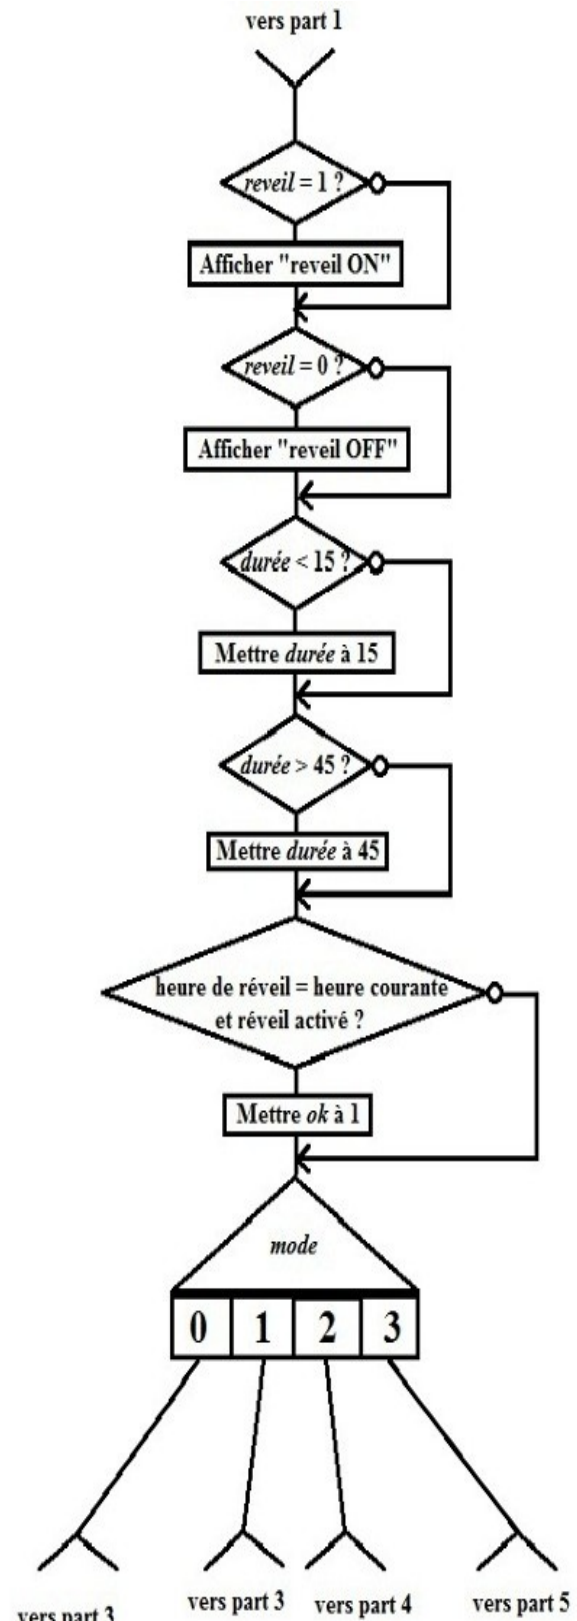 vers part 1
reveil = 1 ?
Afficher "reveil ON"
reveil = 0 ?
Afficher "reveil OFF"
durée < 15 ?
Mettre durée à 15
durée > 45 ?
Mettre durée à 45
heure de réveil = heure courante
et réveil activé ?
Mettre ok à 1
mode
0 1 2 3
vers part 3 vers part 3 vers part 4 vers part 5